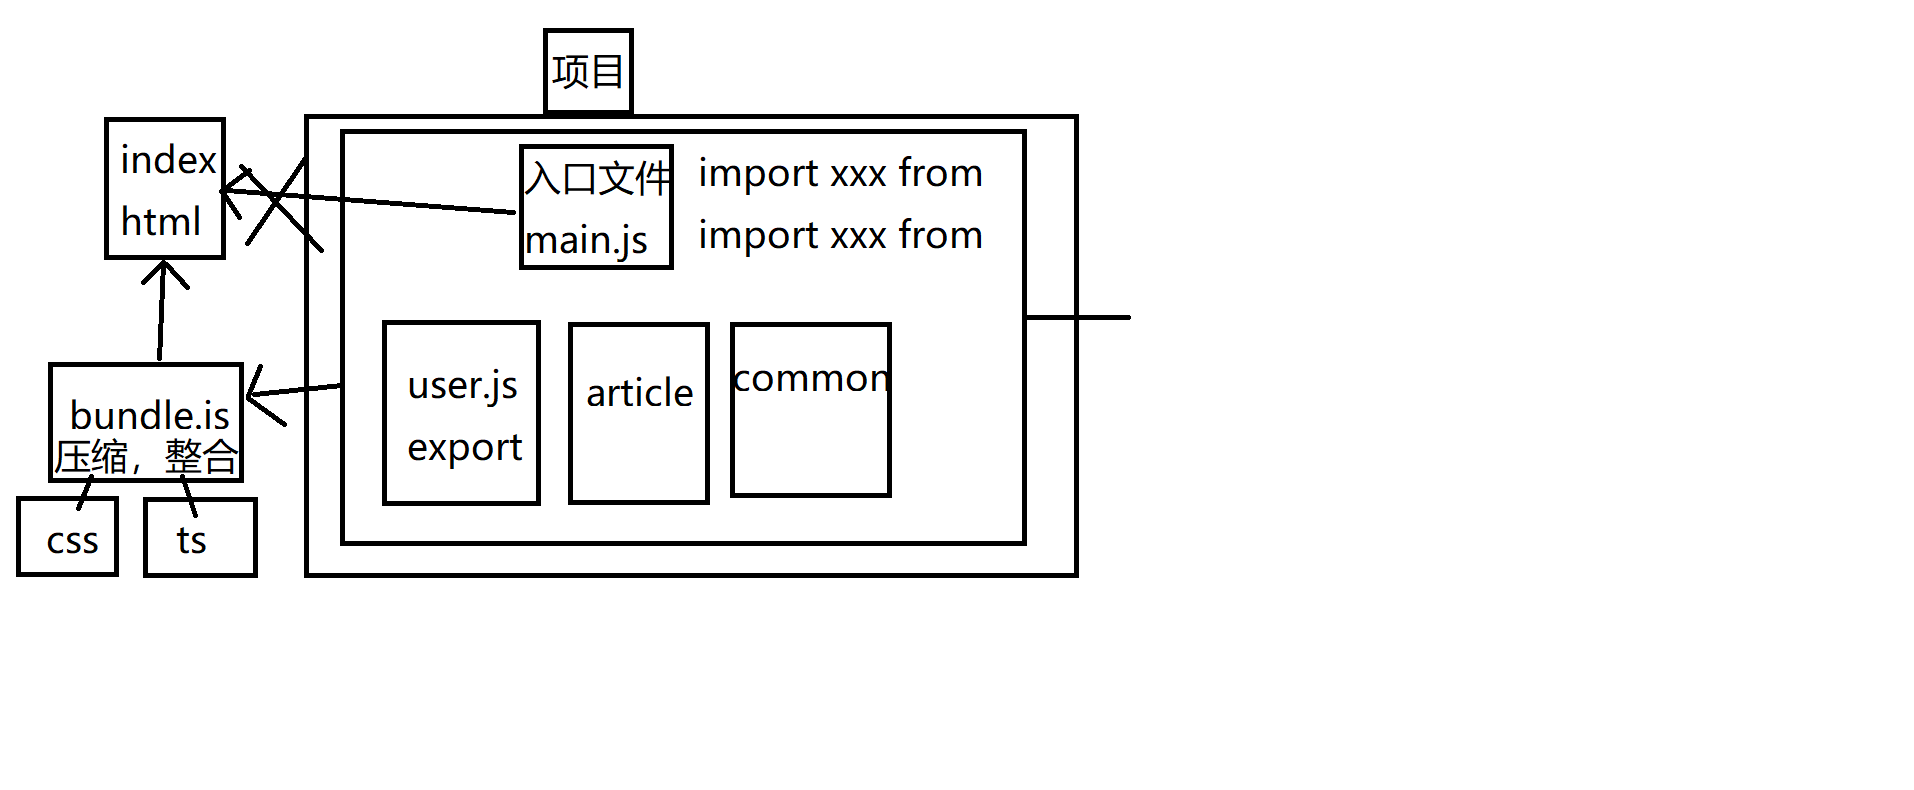 项目
index
html
入口文件
main.js
import xxx from
import xxx from
user.js
export
article
common
bundle.is
压缩，整合
css
ts